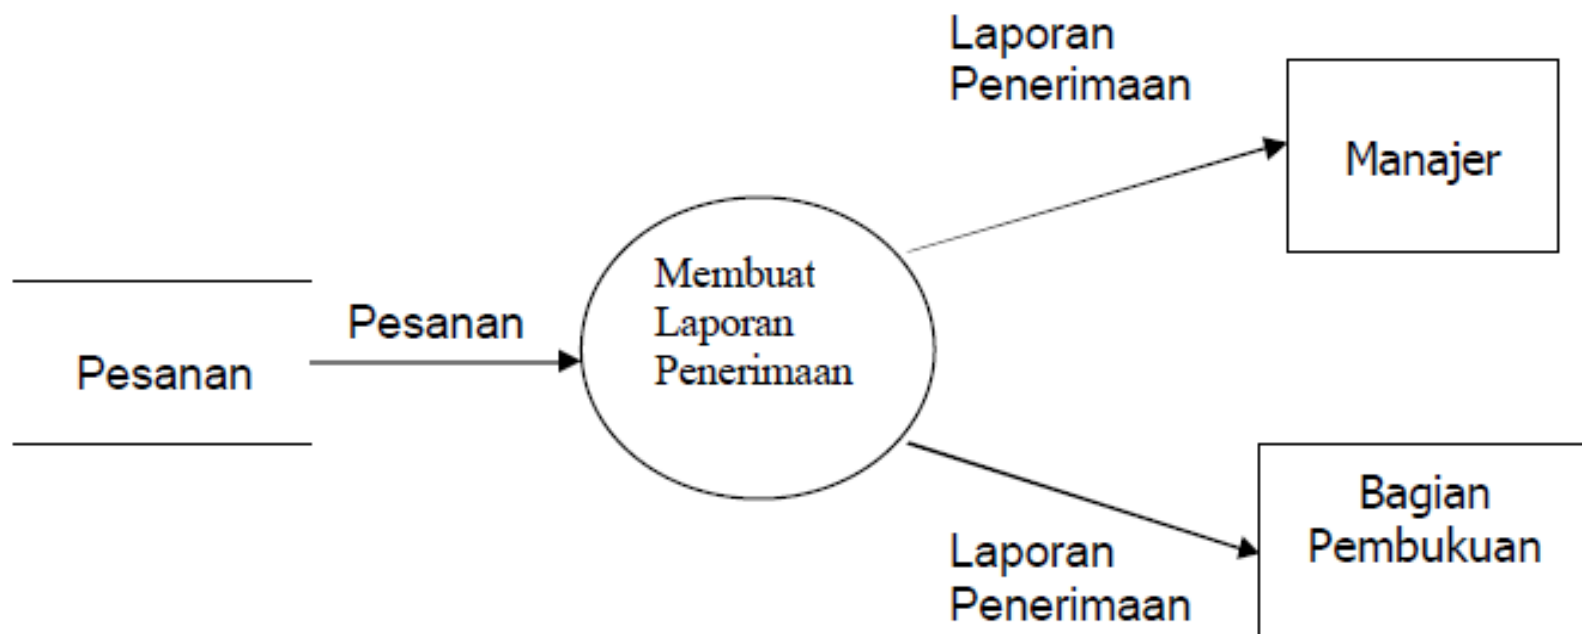 Pesanan
Pesanan
Membuat
Laporan
Penerimaan
Laporan
Penerimaan
Manajer
Laporan
Penerimaan
Bagian
Pembukuan